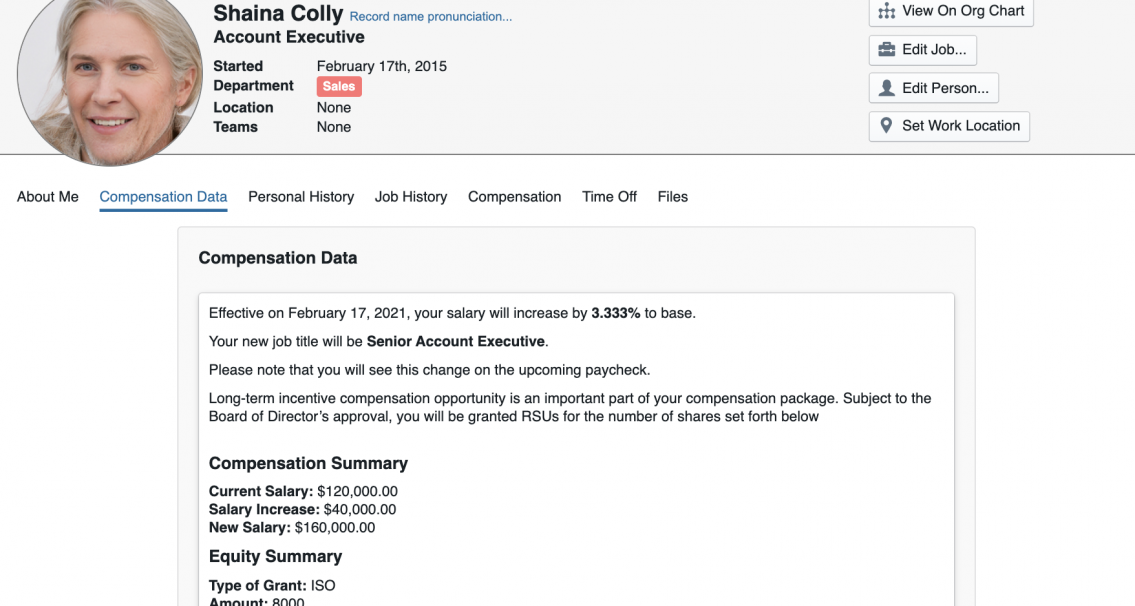 Shaina Colly Record name pronunciation...
Account Executive
Started February 17th, 2015
Department Sales
Location None
Teams None
View On Org Chart
Edit Job...
Edit Person...
Set Work Location
About Me Compensation Data Personal History Job History Compensation Time Off Files
Compensation Data
Effective on February 17, 2021, your salary will increase by 3.333% to base.
Your new job title will be Senior Account Executive.
Please note that you will see this change on the upcoming paycheck.
Long-term incentive compensation opportunity is an important part of your compensation package. Subject to the
Board of Director’s approval, you will be granted RSUs for the number of shares set forth below
Compensation Summary
Current Salary: $120,000.00
Salary Increase: $40,000.00
New Salary: $160,000.00
Equity Summary
Type of Grant: ISO
Amount: 8000